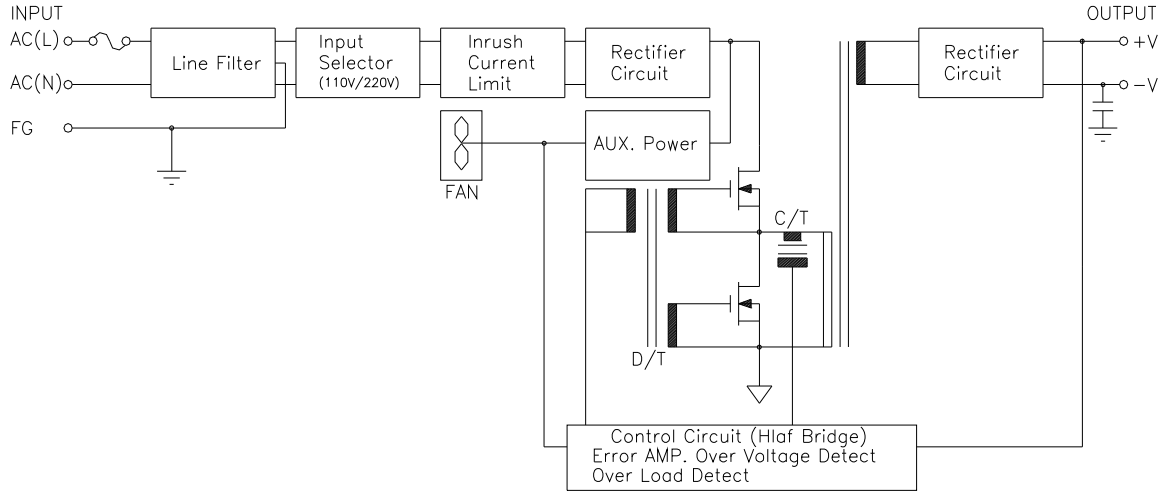 INPUT
OUTPUT
AC(L)
Line Filter
Input
Selector
(110V/220V)
Inrush
Current
Limit
Rectifier
Circuit
Rectifier
Circuit
+V
AC(N)
-V
FG
AUX. Power
FAN
C/T
D/T
Control Circuit (Hlaf Bridge)
Error AMP. Over Voltage Detect
Over Load Detect